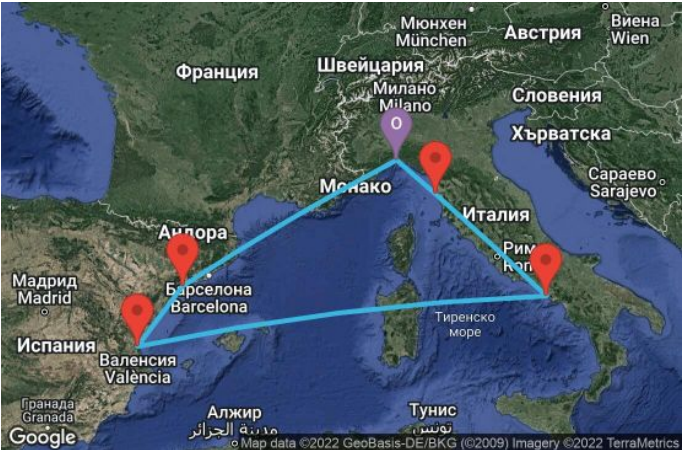 Мюнхен
München
Виена
Wien
Австрия
Франция
Швейцария
Милано
Milano
Словения
O
Хърватска
Сараево
Sarajevo
Монако
Италия
Андора
Рим
Мадрид
Madrid
Барселона
Barcelona
Тиренско
море
Испания
Валенсия
València
Гранада
Granada
Алжир
مدينة الجزائر
Тунис
تونس
Google
Map data ©2022 GeoBasis-DE/BKG (©2009) Imagery ©2022 TerraMetrics